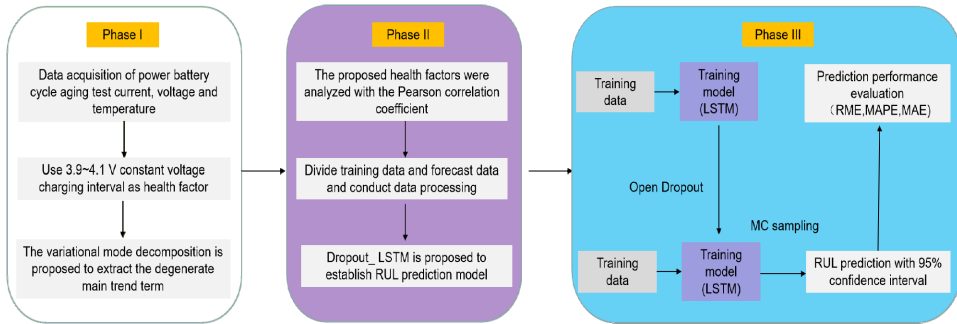 Phase I
Data acquisition of power battery
cycle aging test current, voltage and
temperature
Use 3.9~4.1 V constant voltage
charging interval as health factor
The variational mode decomposition is
proposed to extract the degenerate
main trend term
Phase II
The proposed health factors were
analyzed with the Pearson correlation
coefficient
Divide training data and forecast data
and conduct data processing
Dropout_ LSTM is proposed to
establish RUL prediction model
Phase III
Training
data
Training
model
(LSTM)
Prediction performance
evaluation
（RME,MAPE,MAE)
Open Dropout
MC sampling
Training
data
Training
model
(LSTM)
RUL prediction with 95%
confidence interval